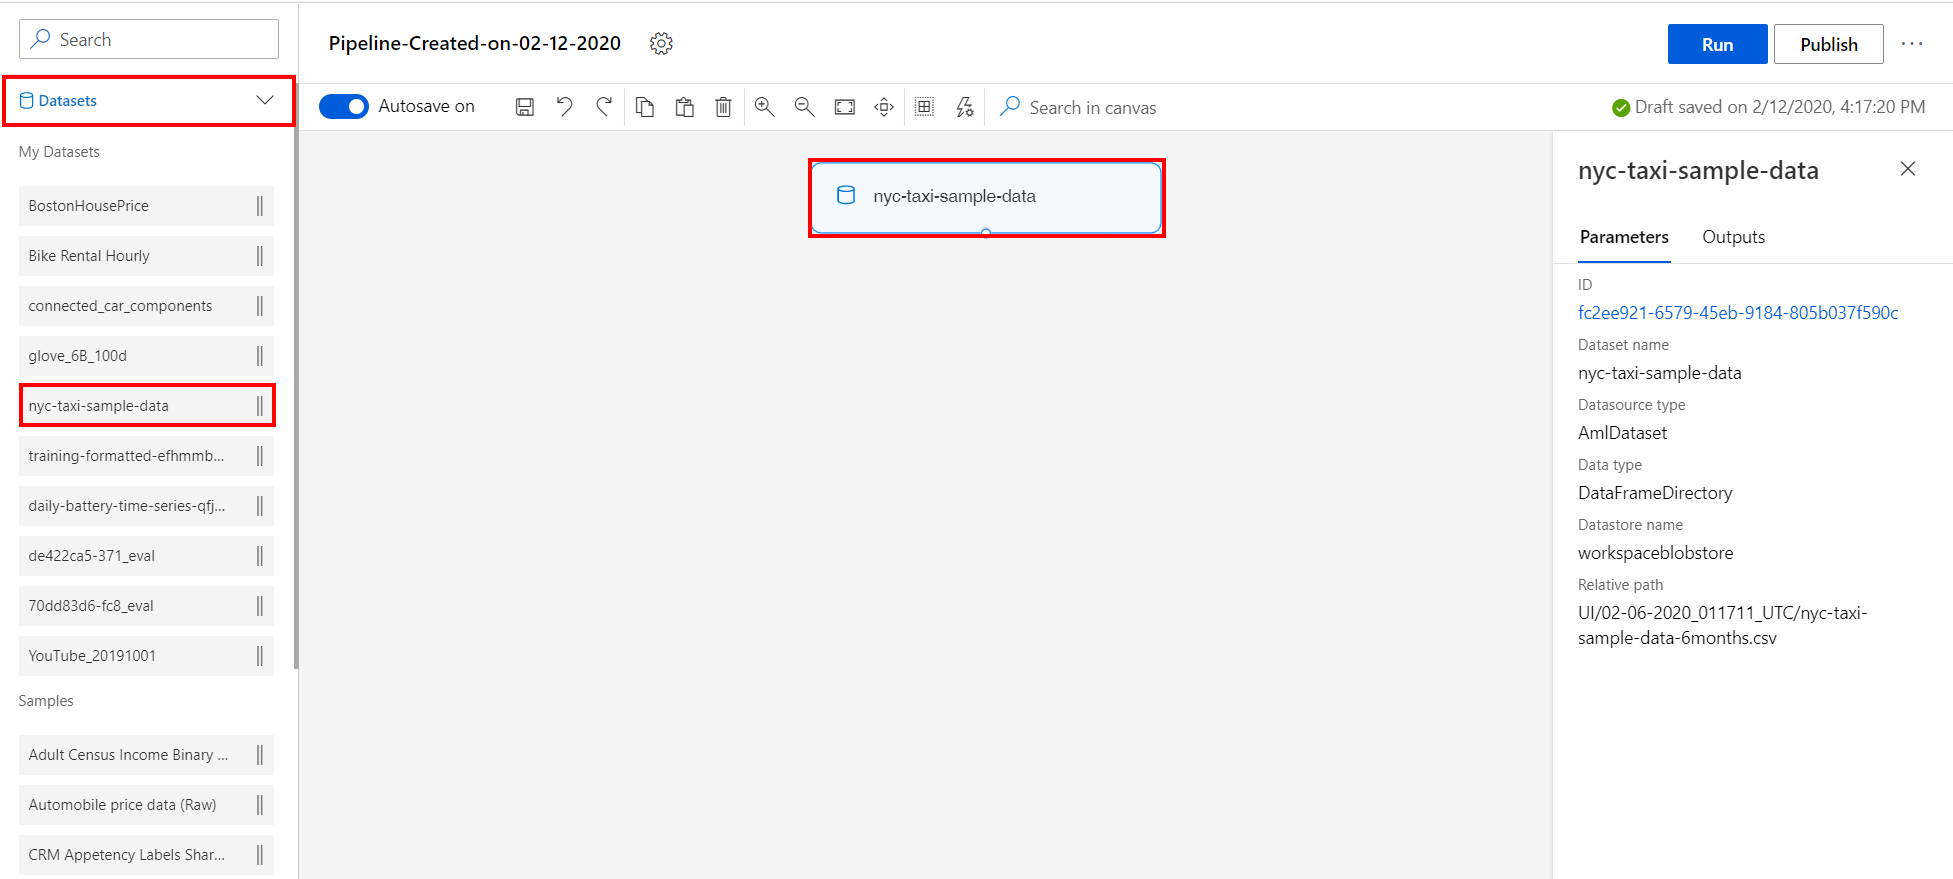 Search
Datasets
My Datasets
BostonHousePrice
Bike Rental Hourly
connected_car_components
glove_6B_100d
nyc-taxi-sample-data
training-formatted-efhmmb...
daily-battery-time-series-qfj...
de422ca5-371_eval
70dd83d6-fc8_eval
YouTube_20191001
Samples
Adult Census Income Binary ...
Automobile price data (Raw)
CRM Appetency Labels Shar...
Pipeline-Created-on-02-12-2020
Run
Publish
Autosave on
Search in canvas
Draft saved on 2/12/2020, 4:17:20 PM
nyc-taxi-sample-data
nyc-taxi-sample-data
Parameters
Outputs
ID
fc2ee921-6579-45eb-9184-805b037f590c
Dataset name
nyc-taxi-sample-data
Datasource type
AmlDataset
Data type
DataFrameDirectory
Datastore name
workspaceblobstore
Relative path
UI/02-06-2020_011711_UTC/nyc-taxi-
sample-data-6months.csv